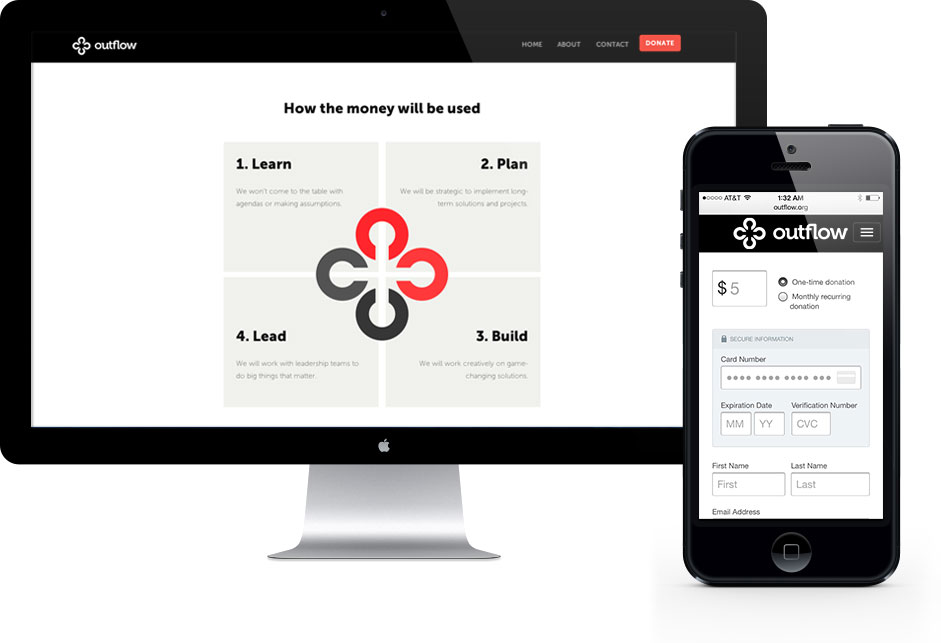 outflow
HOME ABOUT CONTACT DONATE
How the money will be used
1. Learn
We won't come to the table with
agendas or making assumptions.
2. Plan
We will be strategic to implement long-
term solutions and projects.
4. Lead
We will work with leadership teams to
do big things that matter.
3. Build
We will work creatively on game-
changing solutions.
AT&T 1:32 AM
outflow.org
outflow
$ 5
One-time donation
Monthly recurring
donation
SECURE INFORMATION
Card Number
Expiration Date Verification Number
MM YY CVC
First Name Last Name
First Last
Email Address